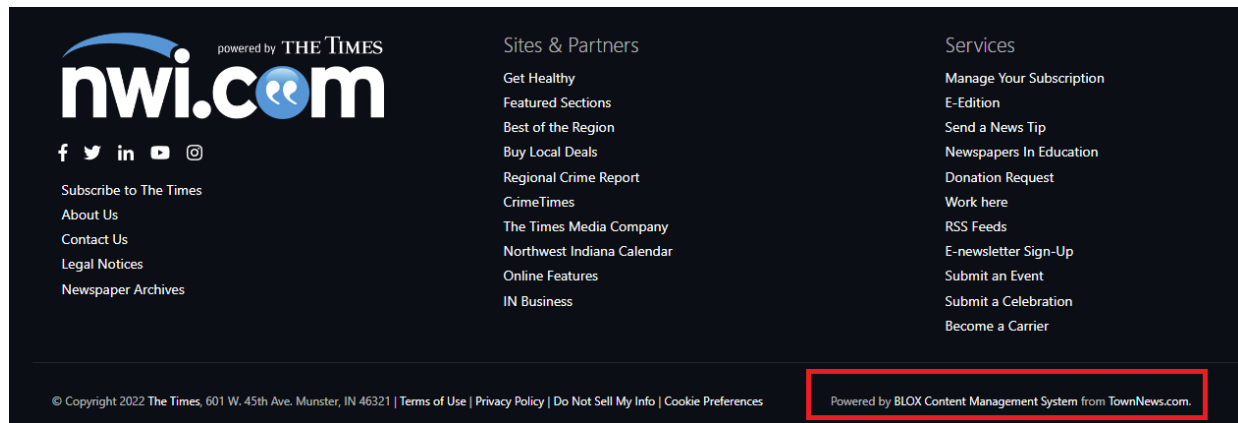 powered by THE TIMES
nwi.com
Subscribe to The Times
About Us
Contact Us
Legal Notices
Newspaper Archives
Sites & Partners
Get Healthy
Featured Sections
Best of the Region
Buy Local Deals
Regional Crime Report
CrimeTimes
The Times Media Company
Northwest Indiana Calendar
Online Features
IN Business
Services
Manage Your Subscription
E-Edition
Send a News Tip
Newspapers In Education
Donation Request
Work here
RSS Feeds
E-newsletter Sign-Up
Submit an Event
Submit a Celebration
Become a Carrier
© Copyright 2022 The Times, 601 W. 45th Ave. Munster, IN 46321 | Terms of Use | Privacy Policy | Do Not Sell My Info | Cookie Preferences
Powered by BLOX Content Management System from TownNews.com.